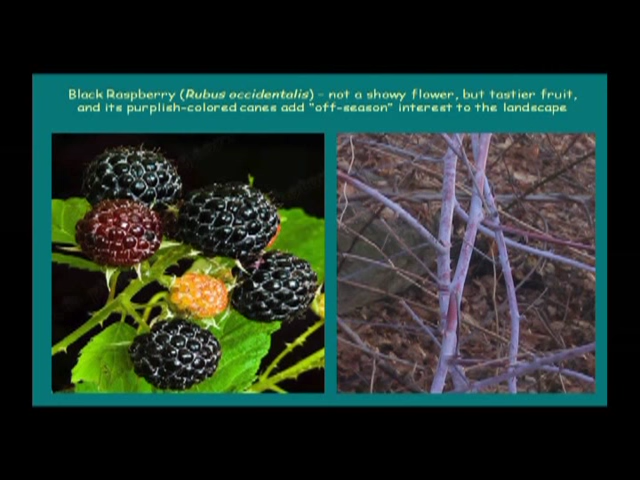 Black Raspberry (Rubus occidentalis) - not a showy flower, but tastier fruit,
and its purplish-colored canes add "off-season" interest to the landscape